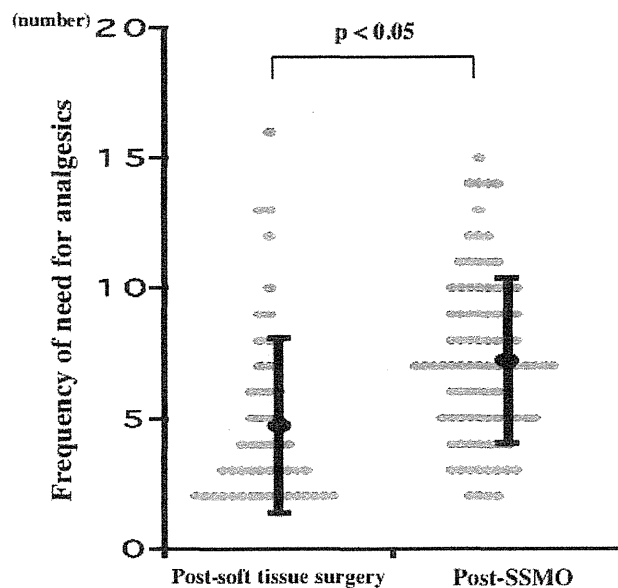 (number)
20
p < 0.05
15
10
5
0
Frequency of need for analgesics
Post-soft tissue surgery
Post-SSMO